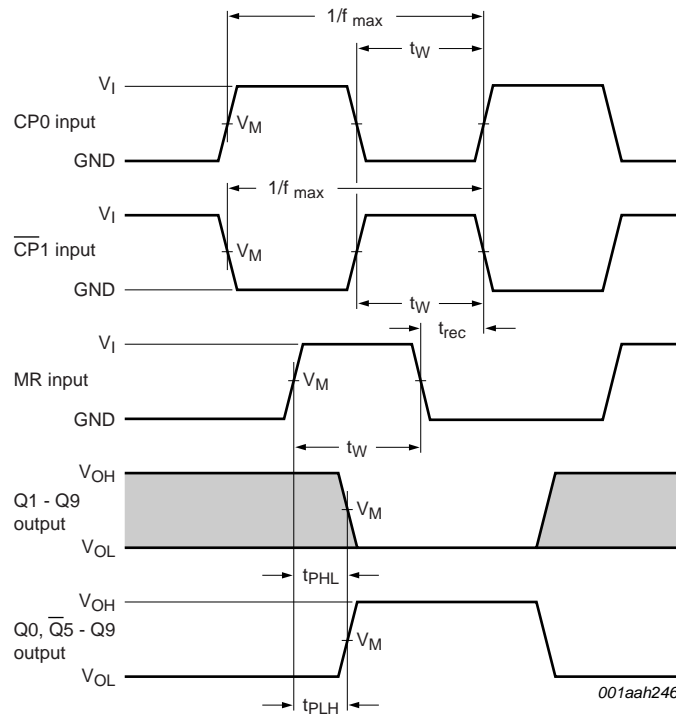 1/f max
tW
VI
CP0 input
VM
GND
1/f max
VI
CP1 input
VM
GND
tW
trec
VI
MR input
VM
GND
tW
VOH
Q1 - Q9
output
VM
VOL
tPHL
VOH
Q0, Q5 - Q9
output
VM
VOL
tPLH
001aah246